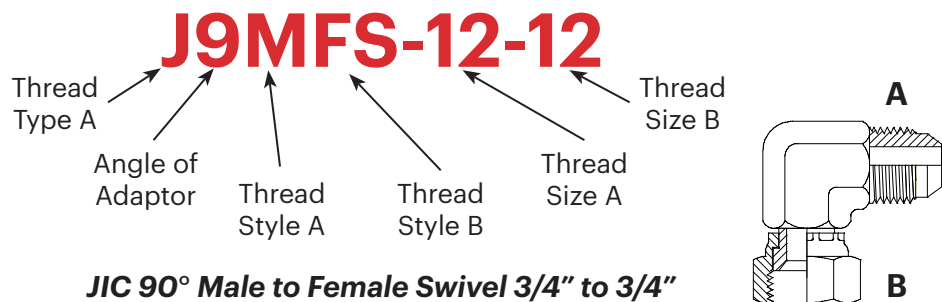 J9MFS-12-12
Thread
Type A
Angle of
Adaptor
Thread
Style A
Thread
Style B
Thread
Size A
Thread
Size B
A
B
JIC 90° Male to Female Swivel 3/4” to 3/4”